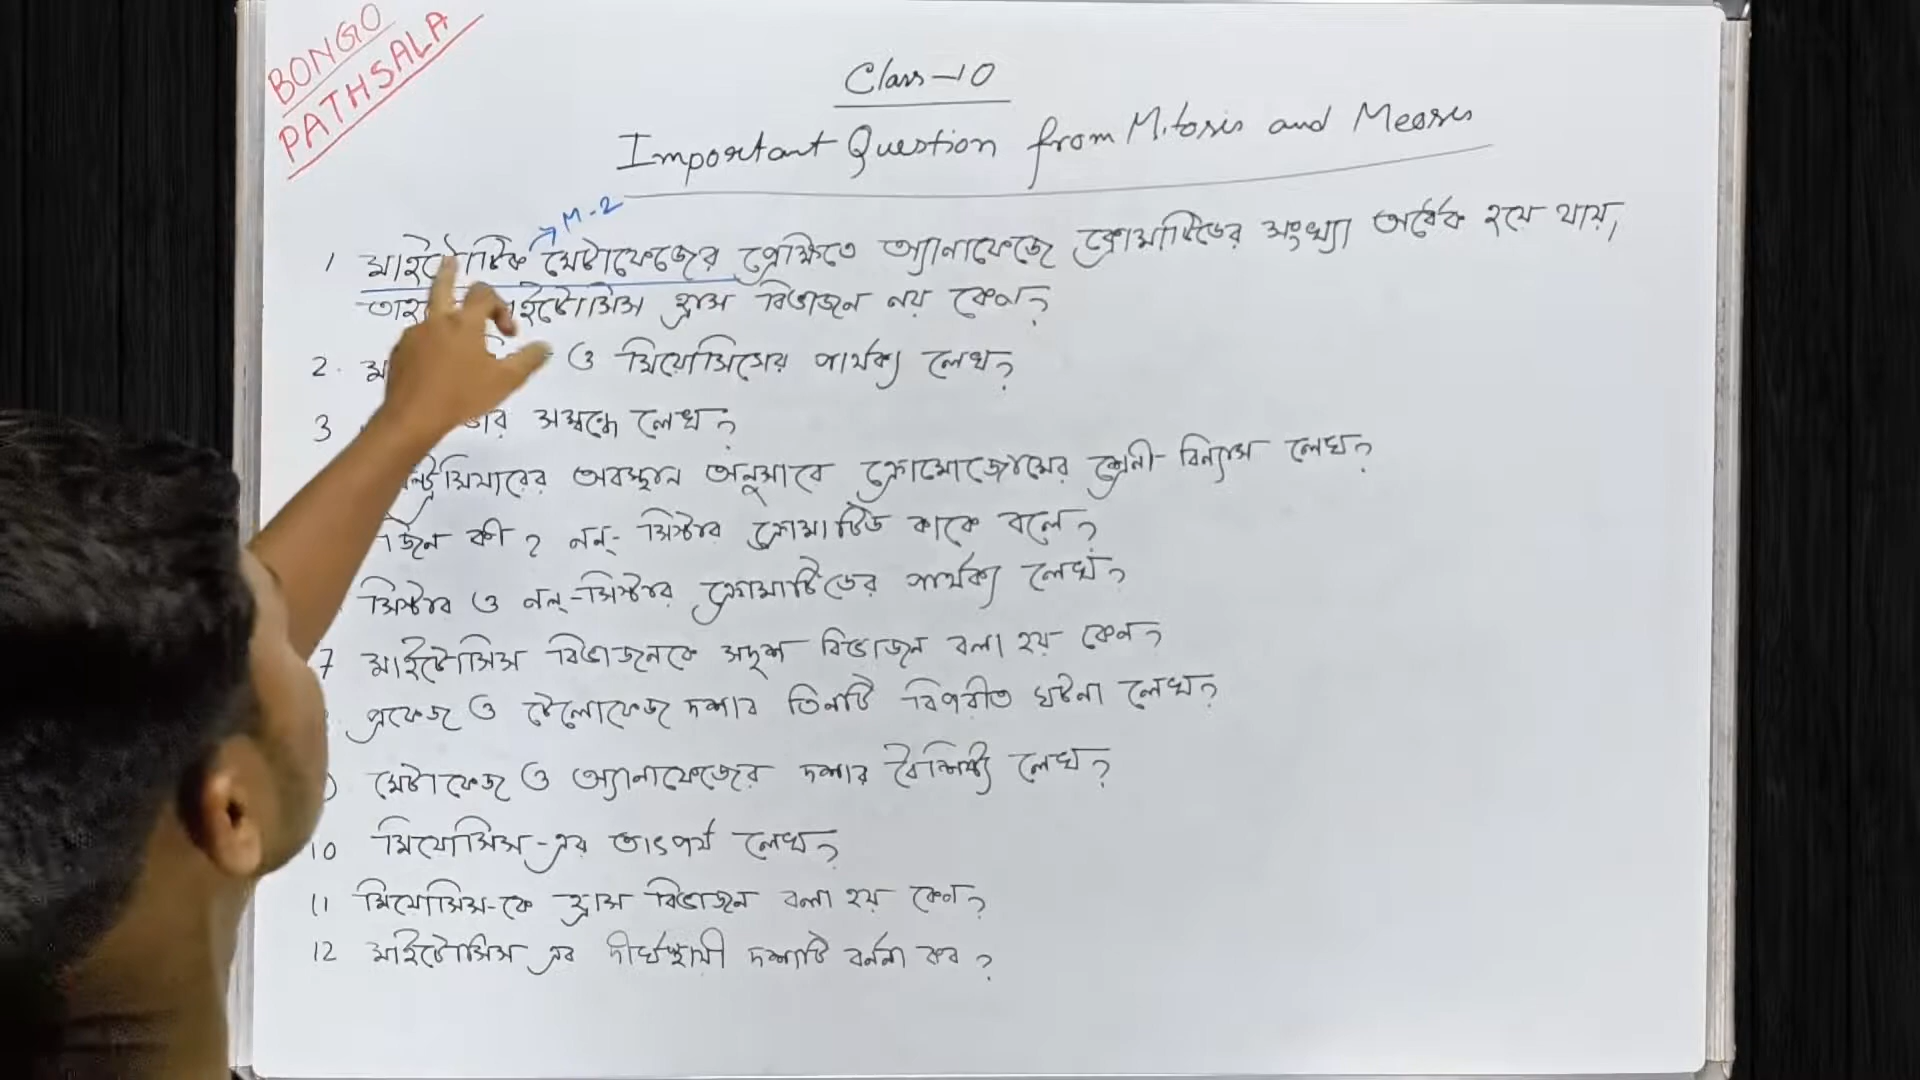 BONGO
PATHSALA
Class-10
Important Question from Mitosis and Meosis
M-2
1 মাইটোটিক মেটাফেজের প্রেক্ষিতে অ্যানাফেজে ক্রোমাটিডের সংখ্যা অর্ধেক হয়ে যায়,
মাইটোসিস হ্রাস বিভাজন নয় কেন?
2. ও মিয়োসিসের পার্থক্য লেখ?
3 সম্বন্ধে লেখ?
অবস্থান অনুসারে ক্রোমোজোমের শ্রেনী-বিন্যাস লেখ?
কী? নন্-সিস্টার ক্রোমাটিড কাকে বলে?
সিস্টার ও নন্-সিস্টার ক্রোমাটিডের পার্থক্য লেখ?
7 মাইটোসিস বিভাজনকে সদৃশ বিভাজন বলা হয় কেন?
প্রফেজ ও টেলোফেজ দশার তিনটি বিপরীত ঘটনা লেখ?
মেটাফেজ ও অ্যানাফেজের দশার বৈশিষ্ট্য লেখ?
10 মিয়োসিস-এর তাৎপর্য লেখ?
11 মিয়োসিস-কে হ্রাস বিভাজন বলা হয় কেন?
12 মাইটোসিস এর দীর্ঘস্থায়ী দশাটি বর্ননা কর?